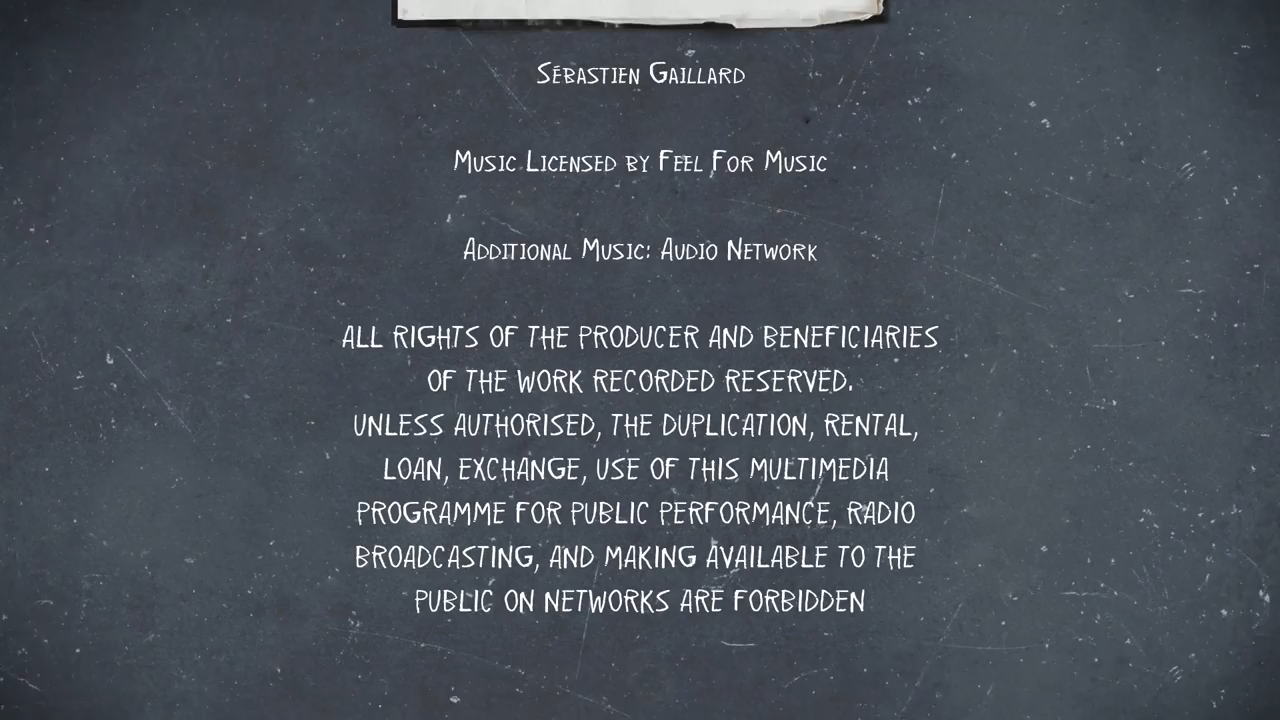 Sébastien Gaillard
Music Licensed by Feel For Music
Additional Music: Audio Network
ALL RIGHTS OF THE PRODUCER AND BENEFICIARIES
OF THE WORK RECORDED RESERVED.
UNLESS AUTHORISED, THE DUPLICATION, RENTAL,
LOAN, EXCHANGE, USE OF THIS MULTIMEDIA
PROGRAMME FOR PUBLIC PERFORMANCE, RADIO
BROADCASTING, AND MAKING AVAILABLE TO THE
PUBLIC ON NETWORKS ARE FORBIDDEN